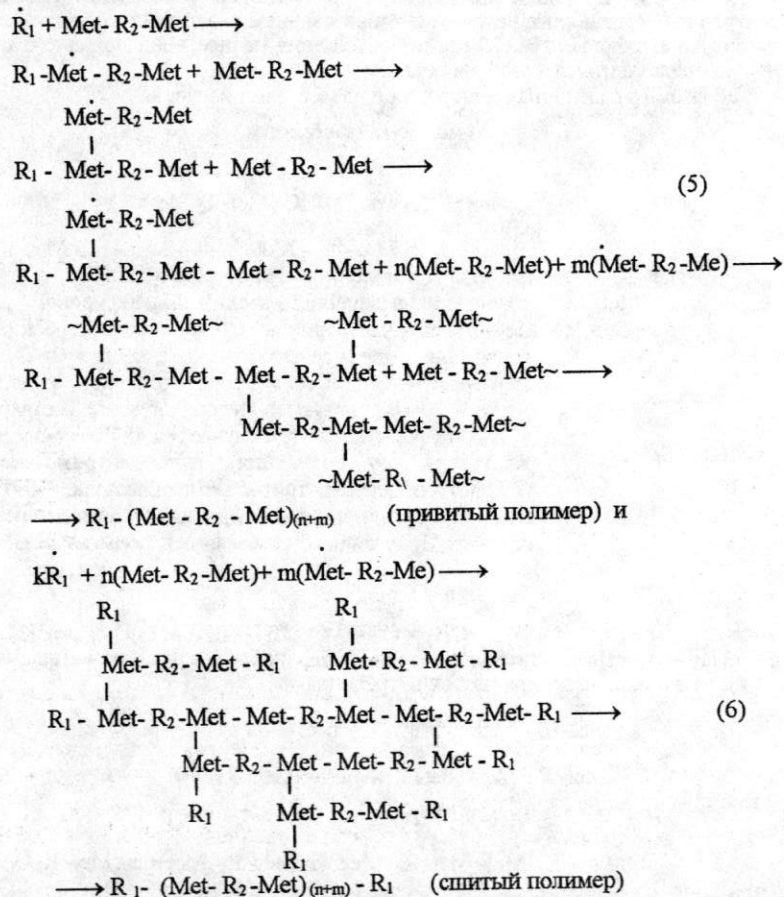 Ṙ₁ + Met- R₂-Met ⟶
R₁ -Ṁet - R₂-Met + Met- R₂-Met ⟶
Ṁet- R₂ -Met
|
R₁ - Met- R₂ - Met + Met - R₂ - Met ⟶
(5)
Ṁet- R₂ -Met
|
R₁ - Met- R₂ - Met - Met - R₂ - Met + n(Met- R₂-Met)+ m(Ṁet- R₂-Me) ⟶
~Met- R₂ -Met~ ~Met - R₂ - Met~
| |
R₁ - Met- R₂ - Met - Met - R₂- Met + Met - R₂ - Met~ ⟶
|
Met- R₂-Met- Met- R₂-Met~
|
~Met- R\ - Met~
⟶ R₁ - (Met - R₂ - Met)₍ₙ₊ₘ₎ (привитый полимер) и
kṘ₁ + n(Met- R₂ -Met)+ m(Ṁet- R₂-Me) ⟶
R₁ R₁
| |
Met- R₂- Met - R₁ Met- R₂- Met - R₁
| |
R₁ - Met- R₂-Met - Met- R₂-Met - Met- R₂ -Met- R₁ ⟶ (6)
| |
Met- R₂ - Met - Met- R₂- Met - R₁
| |
R₁ Met- R₂-Met - R₁
|
R₁
⟶ R ₁- (Met- R₂ -Met)₍ₙ₊ₘ₎ - R₁ (сшитый полимер)